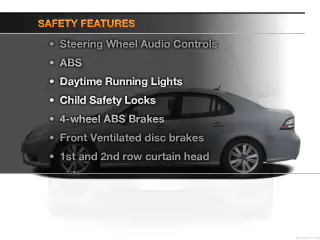 SAFETY FEATURES
• Steering Wheel Audio Controls
• ABS
• Daytime Running Lights
• Child Safety Locks
• 4-wheel ABS Brakes
• Front Ventilated disc brakes
• 1st and 2nd row curtain head